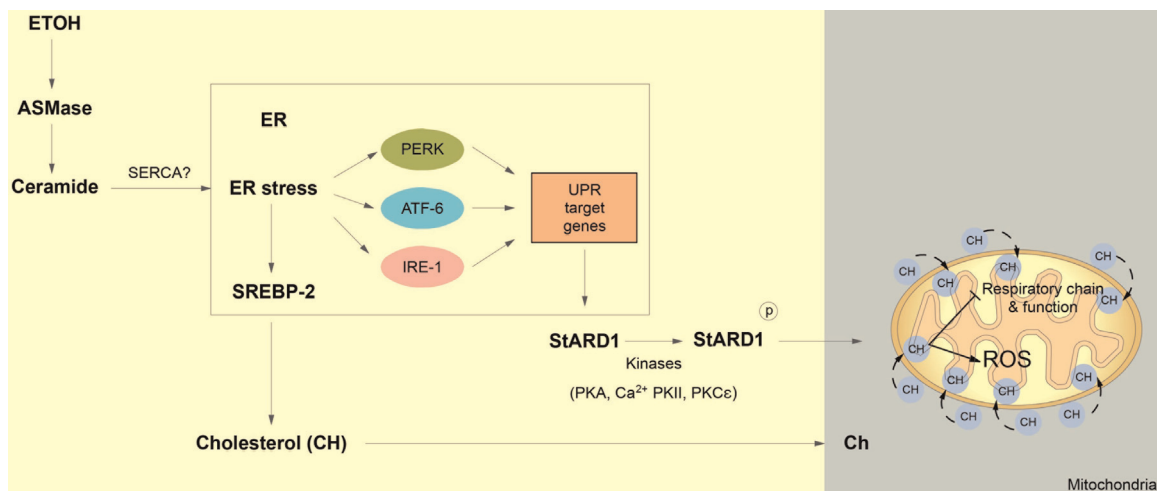 ETOH
ASMase
Ceramide
SERCA?
ER
ER stress
SREBP-2
PERK
ATF-6
IRE-1
UPR
target
genes
StARD1
Kinases
(PKA, Ca²⁺ PKII, PKCε)
StARD1
p
Cholesterol (CH)
Ch
CH
CH
CH
CH
CH
CH
CH
Respiratory chain
& function
CH
ROS
CH
CH
CH
CH
CH
CH
CH
CH
Mitochondria